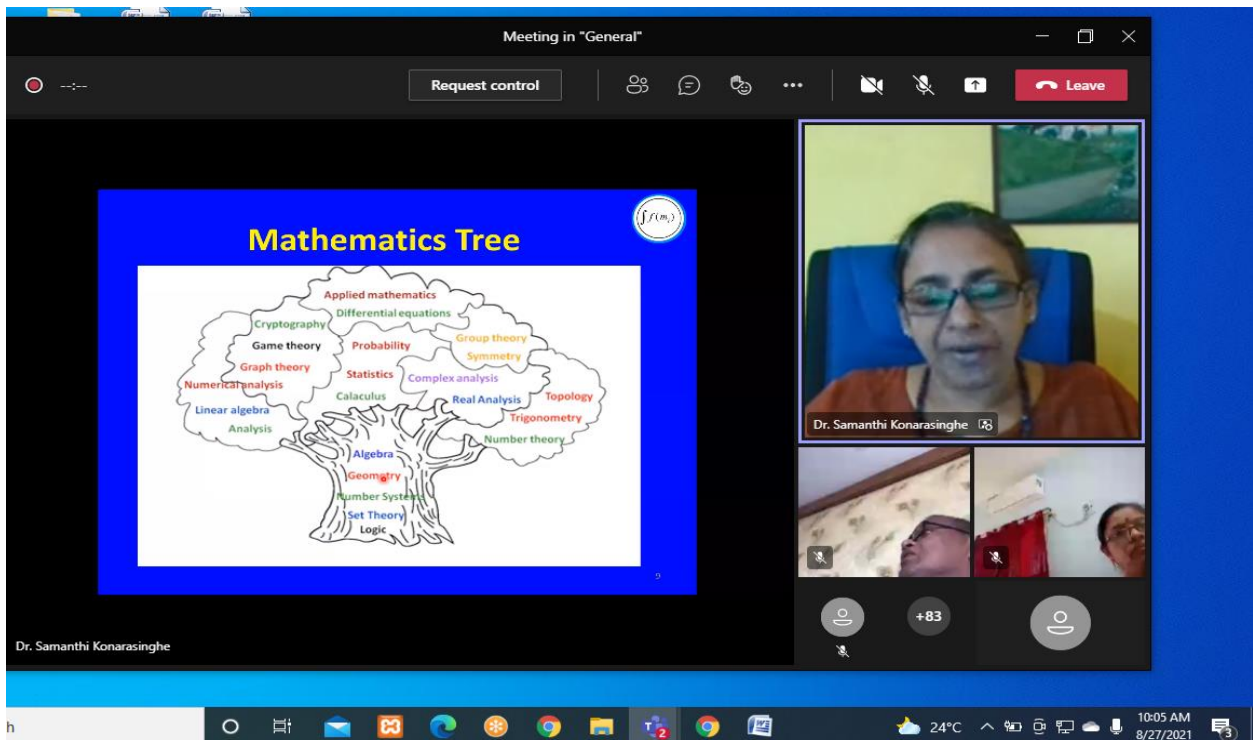 Meeting in "General"
--:--
Request control
Leave
Mathematics Tree
∫f(m,)
Applied mathematics
Differential equations
Cryptography
Game theory
Probability
Group theory
Symmetry
Graph theory
Statistics
Complex analysis
Numerical analysis
Calaculus
Real Analysis
Topology
Linear algebra
Trigonometry
Analysis
Number theory
Algebra
Geometry
Number Systems
Set Theory
Logic
9
Dr. Samanthi Konarasinghe
+83
Dr. Samanthi Konarasinghe
h
2
24°C
10:05 AM
8/27/2021
3